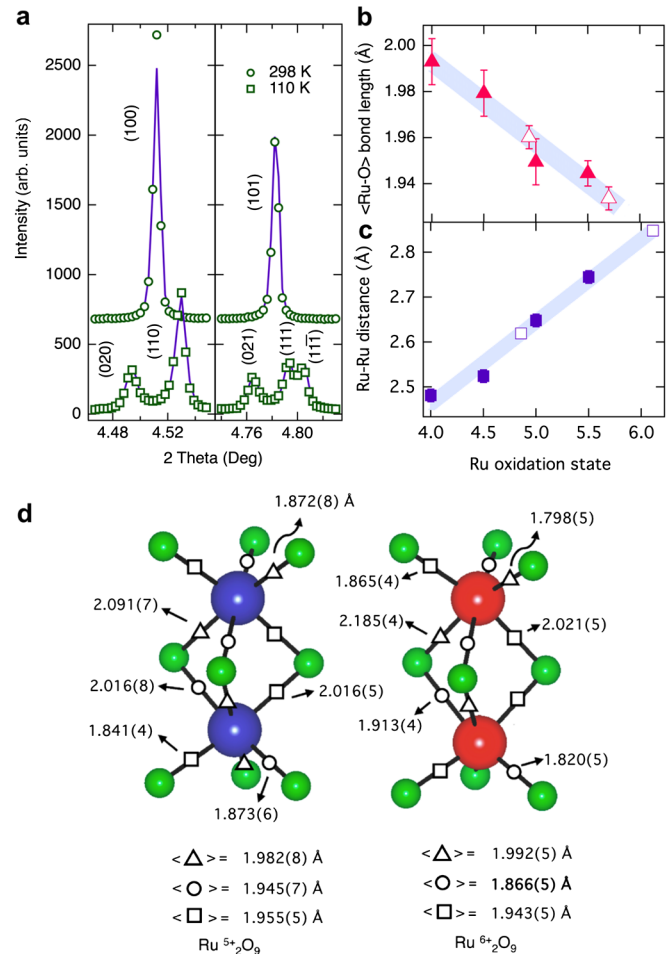 a
2500
2000
1500
1000
500
0
Intensity (arb. units)
(100)
298 K
110 K
(101)
(020)
(110)
(021)
(111)
(1̄1̄1)
4.48
4.52
4.76
4.80
2 Theta (Deg)
b
2.00
1.98
1.96
1.94
<Ru-O> bond length (Å)
c
2.8
2.7
2.6
2.5
Ru-Ru distance (Å)
4.0
4.5
5.0
5.5
6.0
Ru oxidation state
d
1.872(8) Å
2.091(7)
2.016(8)
2.016(5)
1.841(4)
1.873(6)
< △ > = 1.982(8) Å
< ○ > = 1.945(7) Å
< □ > = 1.955(5) Å
Ru ⁵⁺₂O₉
1.798(5)
1.865(4)
2.185(4)
2.021(5)
1.913(4)
1.820(5)
< △ > = 1.992(5) Å
< ○ > = 1.866(5) Å
< □ > = 1.943(5) Å
Ru ⁶⁺₂O₉